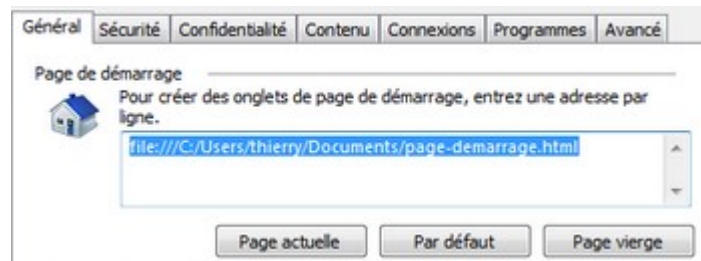 Général Sécurité Confidentialité Contenu Connexions Programmes Avancé
Page de démarrage
Pour créer des onglets de page de démarrage, entrez une adresse par
ligne.
file:///C:/Users/thierry/Documents/page-demarrage.html
Page actuelle Par défaut Page vierge